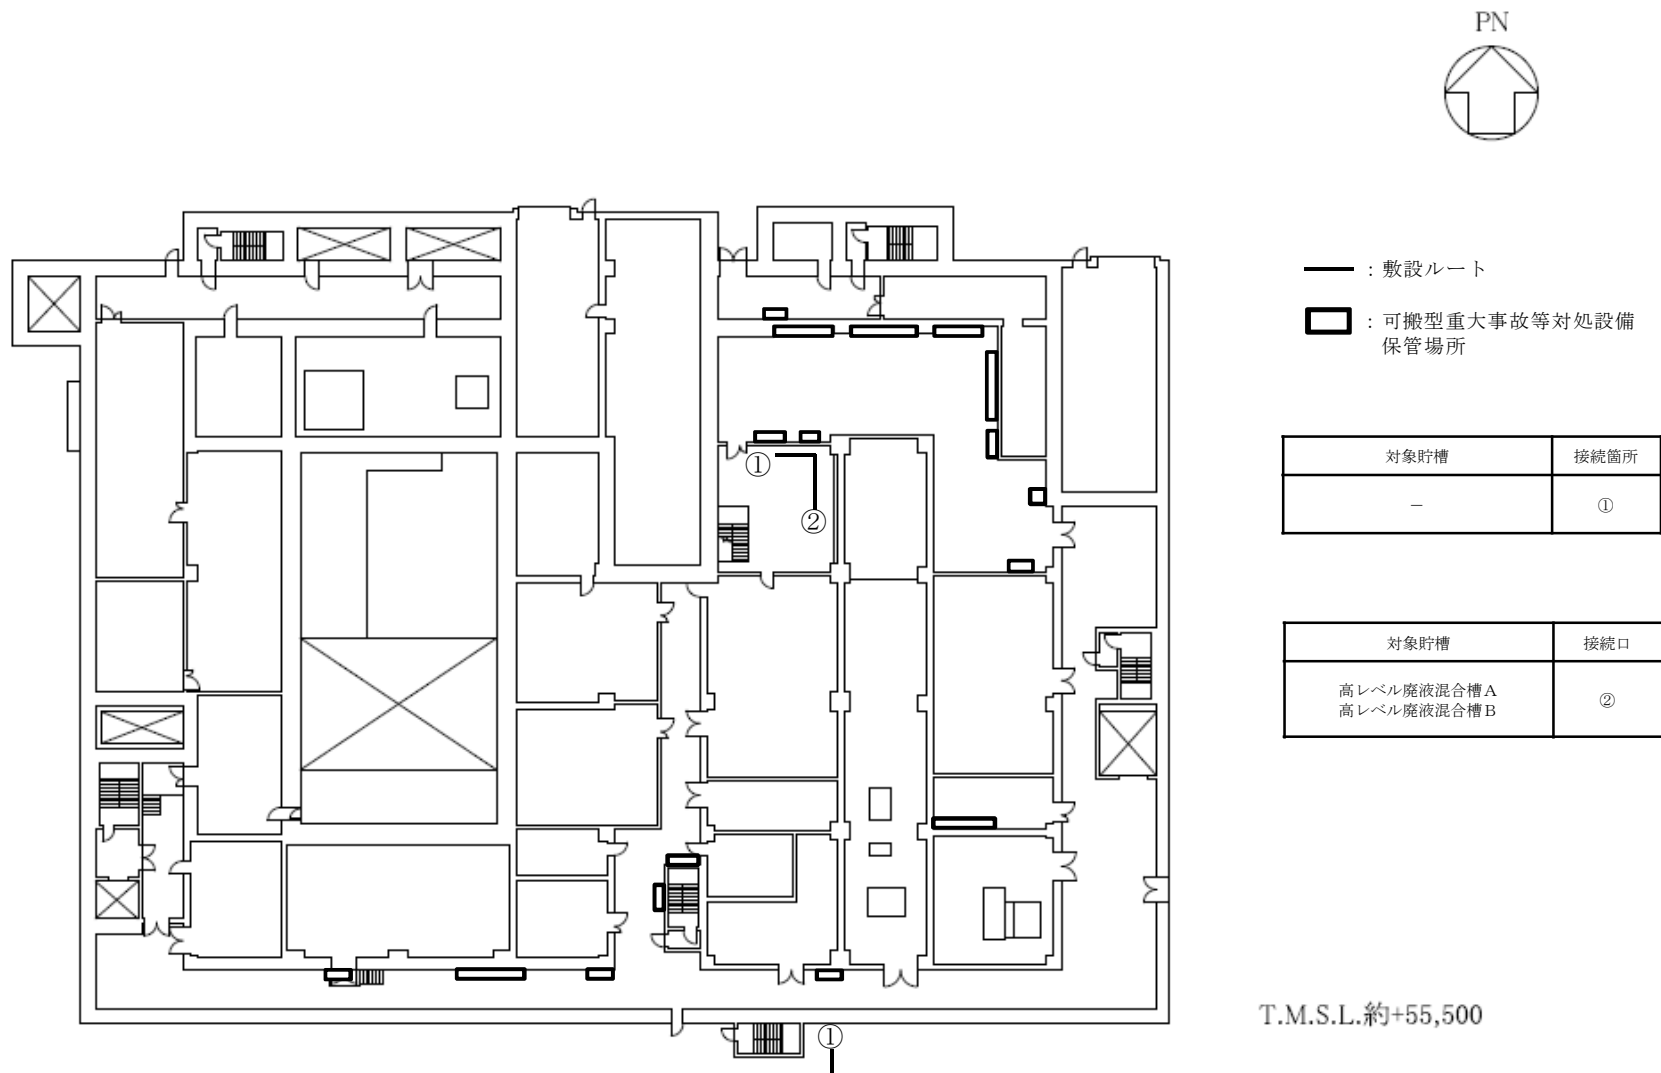 PN
: 敷設ルート
: 可搬型重大事故等対処設備
保管場所
対象貯槽 接続箇所
－ ①
対象貯槽 接続口
高レベル廃液混合槽A
高レベル廃液混合槽B
②
①
②
①
T.M.S.L.約+55,500